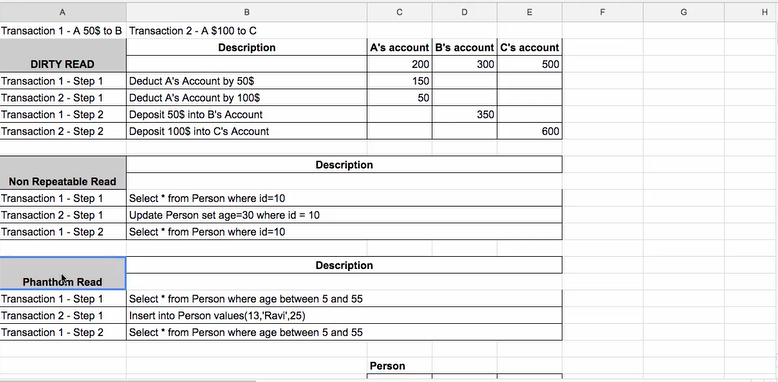 A B C D E F G H
Transaction 1 - A 50$ to B Transaction 2 - A $100 to C
Description A's account B's account C's account
DIRTY READ 200 300 500
Transaction 1 - Step 1 Deduct A's Account by 50$ 150
Transaction 2 - Step 1 Deduct A's Account by 100$ 50
Transaction 1 - Step 2 Deposit 50$ into B's Account 350
Transaction 2 - Step 2 Deposit 100$ into C's Account 600
Description
Non Repeatable Read
Transaction 1 - Step 1 Select * from Person where id=10
Transaction 2 - Step 1 Update Person set age=30 where id = 10
Transaction 1 - Step 2 Select * from Person where id=10
Description
Phanthom Read
Transaction 1 - Step 1 Select * from Person where age between 5 and 55
Transaction 2 - Step 1 Insert into Person values(13,'Ravi',25)
Transaction 1 - Step 2 Select * from Person where age between 5 and 55
Person